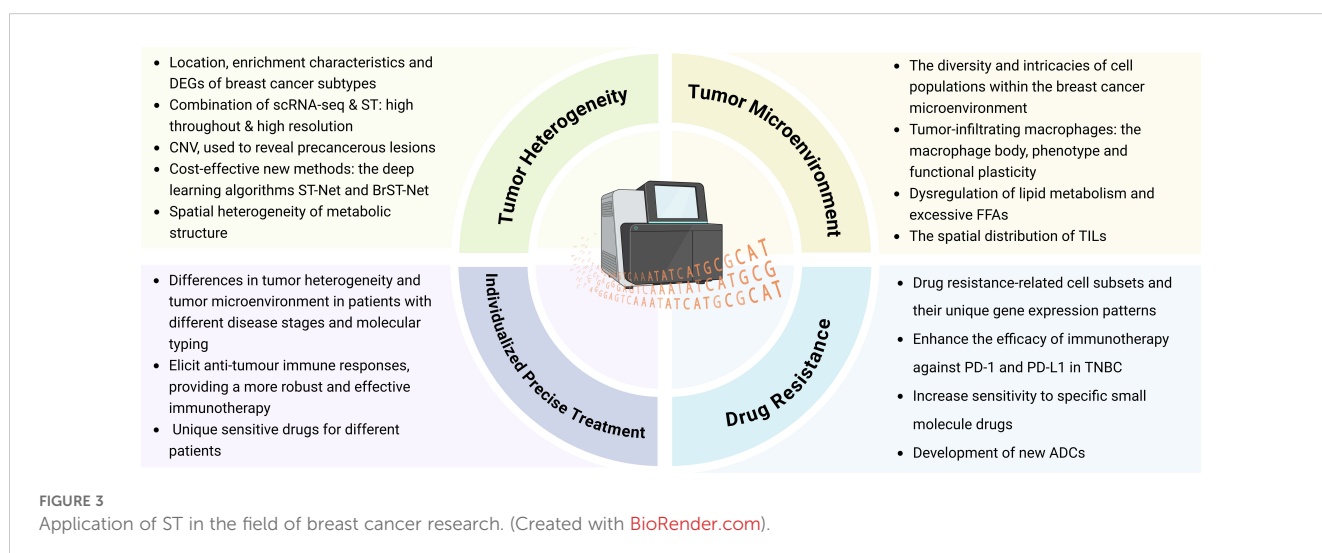 • Location, enrichment characteristics and
DEGs of breast cancer subtypes
• Combination of scRNA-seq & ST: high
throughout & high resolution
• CNV, used to reveal precancerous lesions
• Cost-effective new methods: the deep
learning algorithms ST-Net and BrST-Net
• Spatial heterogeneity of metabolic
structure
Tumor Heterogeneity
Tumor Microenvironment
• The diversity and intricacies of cell
populations within the breast cancer
microenvironment
• Tumor-infiltrating macrophages: the
macrophage body, phenotype and
functional plasticity
• Dysregulation of lipid metabolism and
excessive FFAs
• The spatial distribution of TILs
• Differences in tumor heterogeneity and
tumor microenvironment in patients with
different disease stages and molecular
typing
• Elicit anti-tumour immune responses,
providing a more robust and effective
immunotherapy
• Unique sensitive drugs for different
patients
Individualized Precise Treatment
Drug Resistance
• Drug resistance-related cell subsets and
their unique gene expression patterns
• Enhance the efficacy of immunotherapy
against PD-1 and PD-L1 in TNBC
• Increase sensitivity to specific small
molecule drugs
• Development of new ADCs
FIGURE 3
Application of ST in the field of breast cancer research. (Created with BioRender.com).